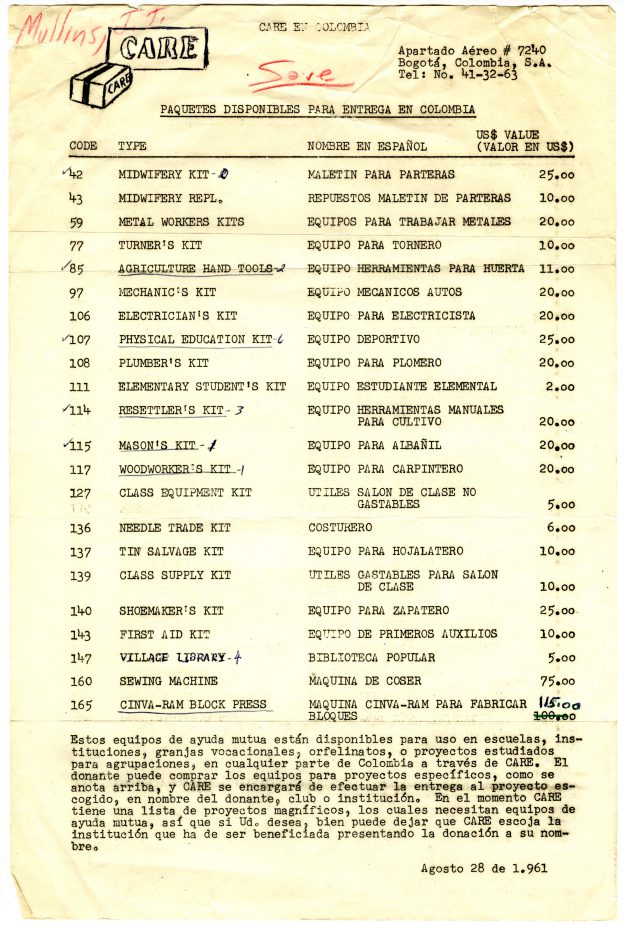 Mullins, J.J.
CARE EN COLOMBIA
CARE
CARE
Save
Apartado Aéreo # 7240
Bogotá, Colombia, S.A.
Tel: No. 41-32-63
PAQUETES DISPONIBLES PARA ENTREGA EN COLOMBIA
CODE TYPE NOMBRE EN ESPAÑOL US$ VALUE (VALOR EN US$)
✓42 MIDWIFERY KIT- MALETIN PARA PARTERAS 25.00
43 MIDWIFERY REPL. REPUESTOS MALETIN DE PARTERAS 10.00
59 METAL WORKERS KITS EQUIPOS PARA TRABAJAR METALES 20.00
77 TURNER'S KIT EQUIPO PARA TORNERO 10.00
✓85 AGRICULTURE HAND TOOLS-2 EQUIPO HERRAMIENTAS PARA HUERTA 11.00
97 MECHANIC'S KIT EQUIPO MECANICOS AUTOS 20.00
106 ELECTRICIAN'S KIT EQUIPO PARA ELECTRICISTA 20.00
✓107 PHYSICAL EDUCATION KIT-6 EQUIPO DEPORTIVO 25.00
108 PLUMBER'S KIT EQUIPO PARA PLOMERO 20.00
111 ELEMENTARY STUDENT'S KIT EQUIPO ESTUDIANTE ELEMENTAL 2.00
✓114 RESETTLER'S KIT-3 EQUIPO HERRAMIENTAS MANUALES
PARA CULTIVO 20.00
✓115 MASON'S KIT-1 EQUIPO PARA ALBAÑIL 20.00
117 WOODWORKER'S KIT-1 EQUIPO PARA CARPINTERO 20.00
127 CLASS EQUIPMENT KIT UTILES SALON DE CLASE NO
GASTABLES 5.00
136 NEEDLE TRADE KIT COSTURERO 6.00
137 TIN SALVAGE KIT EQUIPO PARA HOJALATERO 10.00
139 CLASS SUPPLY KIT UTILES GASTABLES PARA SALON
DE CLASE 10.00
140 SHOEMAKER'S KIT EQUIPO PARA ZAPATERO 25.00
143 FIRST AID KIT EQUIPO DE PRIMEROS AUXILIOS 10.00
147 VILLAGE LIBRARY-4 BIBLIOTECA POPULAR 5.00
160 SEWING MACHINE MAQUINA DE COSER 75.00
165 CINVA-RAM BLOCK PRESS MAQUINA CINVA-RAM PARA FABRICAR 115.00
BLOQUES 100.00
Estos equipos de ayuda mutua están disponibles para uso en escuelas, ins-
tituciones, granjas vocacionales, orfelinatos, o proyectos estudiados
para agrupaciones, en cualquier parte de Colombia a través de CARE. El
donante puede comprar los equipos para proyectos específicos, como se
anota arriba, y CARE se encargará de efectuar la entrega al proyecto es-
cogido, en nombre del donante, club o institución. En el momento CARE
tiene una lista de proyectos magníficos, los cuales necesitan equipos de
ayuda mutua, así que si Ud. desea, bien puede dejar que CARE escoja la
institución que ha de ser beneficiada presentando la donación a su nom-
bre.
Agosto 28 de 1.961